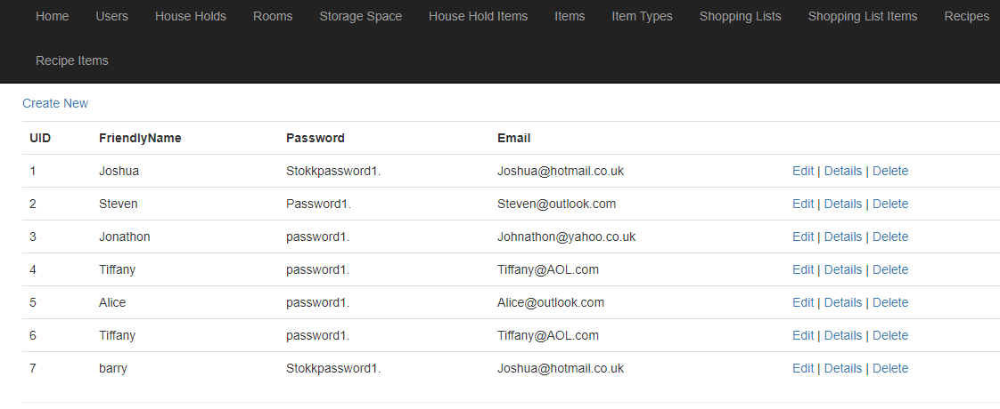 Home Users House Holds Rooms Storage Space House Hold Items Items Item Types Shopping Lists Shopping List Items Recipes
Recipe Items
Create New
UID FriendlyName Password Email
1 Joshua Stokkpassword1. Joshua@hotmail.co.uk Edit | Details | Delete
2 Steven Password1. Steven@outlook.com Edit | Details | Delete
3 Jonathon password1. Johnathon@yahoo.co.uk Edit | Details | Delete
4 Tiffany password1. Tiffany@AOL.com Edit | Details | Delete
5 Alice password1. Alice@outlook.com Edit | Details | Delete
6 Tiffany password1. Tiffany@AOL.com Edit | Details | Delete
7 barry Stokkpassword1. Joshua@hotmail.co.uk Edit | Details | Delete